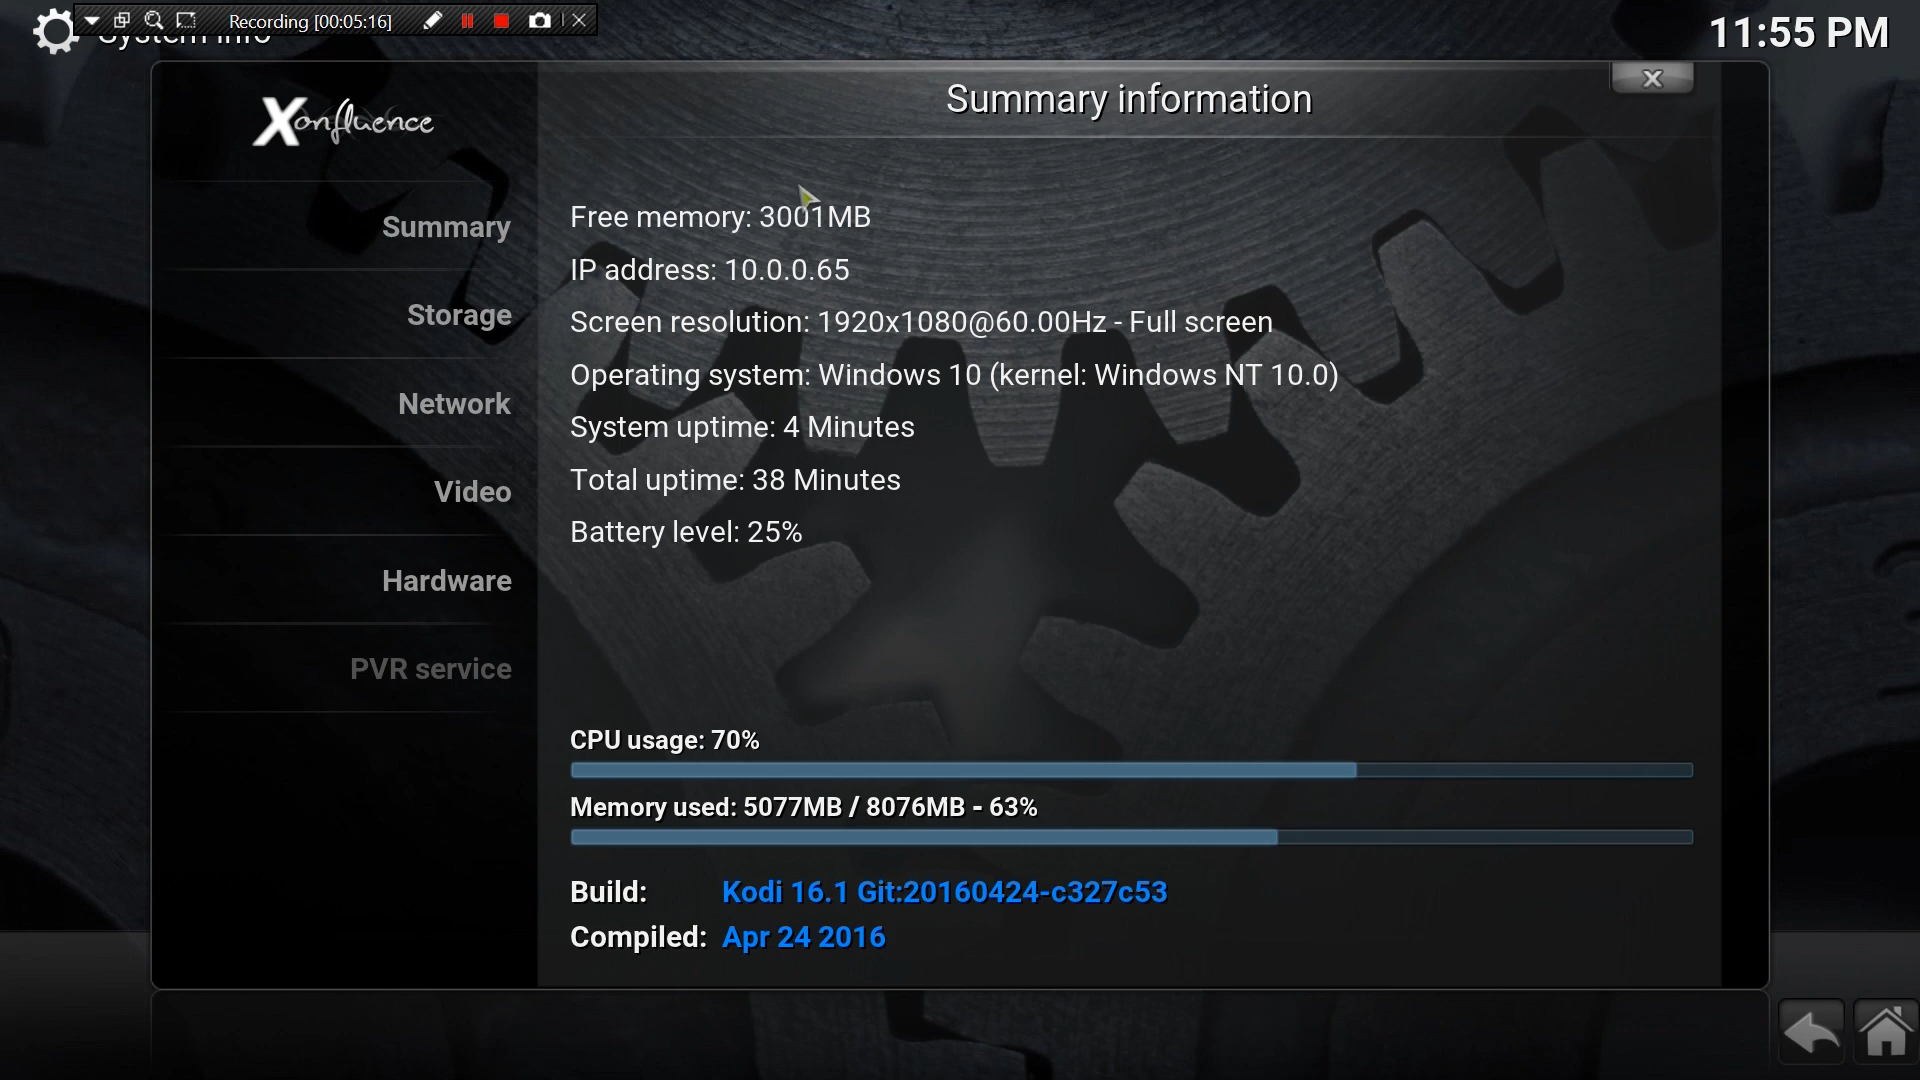 Recording [00:05:16]
System info
11:55 PM
Xonfluence
Summary information
x
Summary
Storage
Network
Video
Hardware
PVR service
Free memory: 3001MB
IP address: 10.0.0.65
Screen resolution: 1920x1080@60.00Hz - Full screen
Operating system: Windows 10 (kernel: Windows NT 10.0)
System uptime: 4 Minutes
Total uptime: 38 Minutes
Battery level: 25%
CPU usage: 70%
Memory used: 5077MB / 8076MB - 63%
Build: Kodi 16.1 Git:20160424-c327c53
Compiled: Apr 24 2016